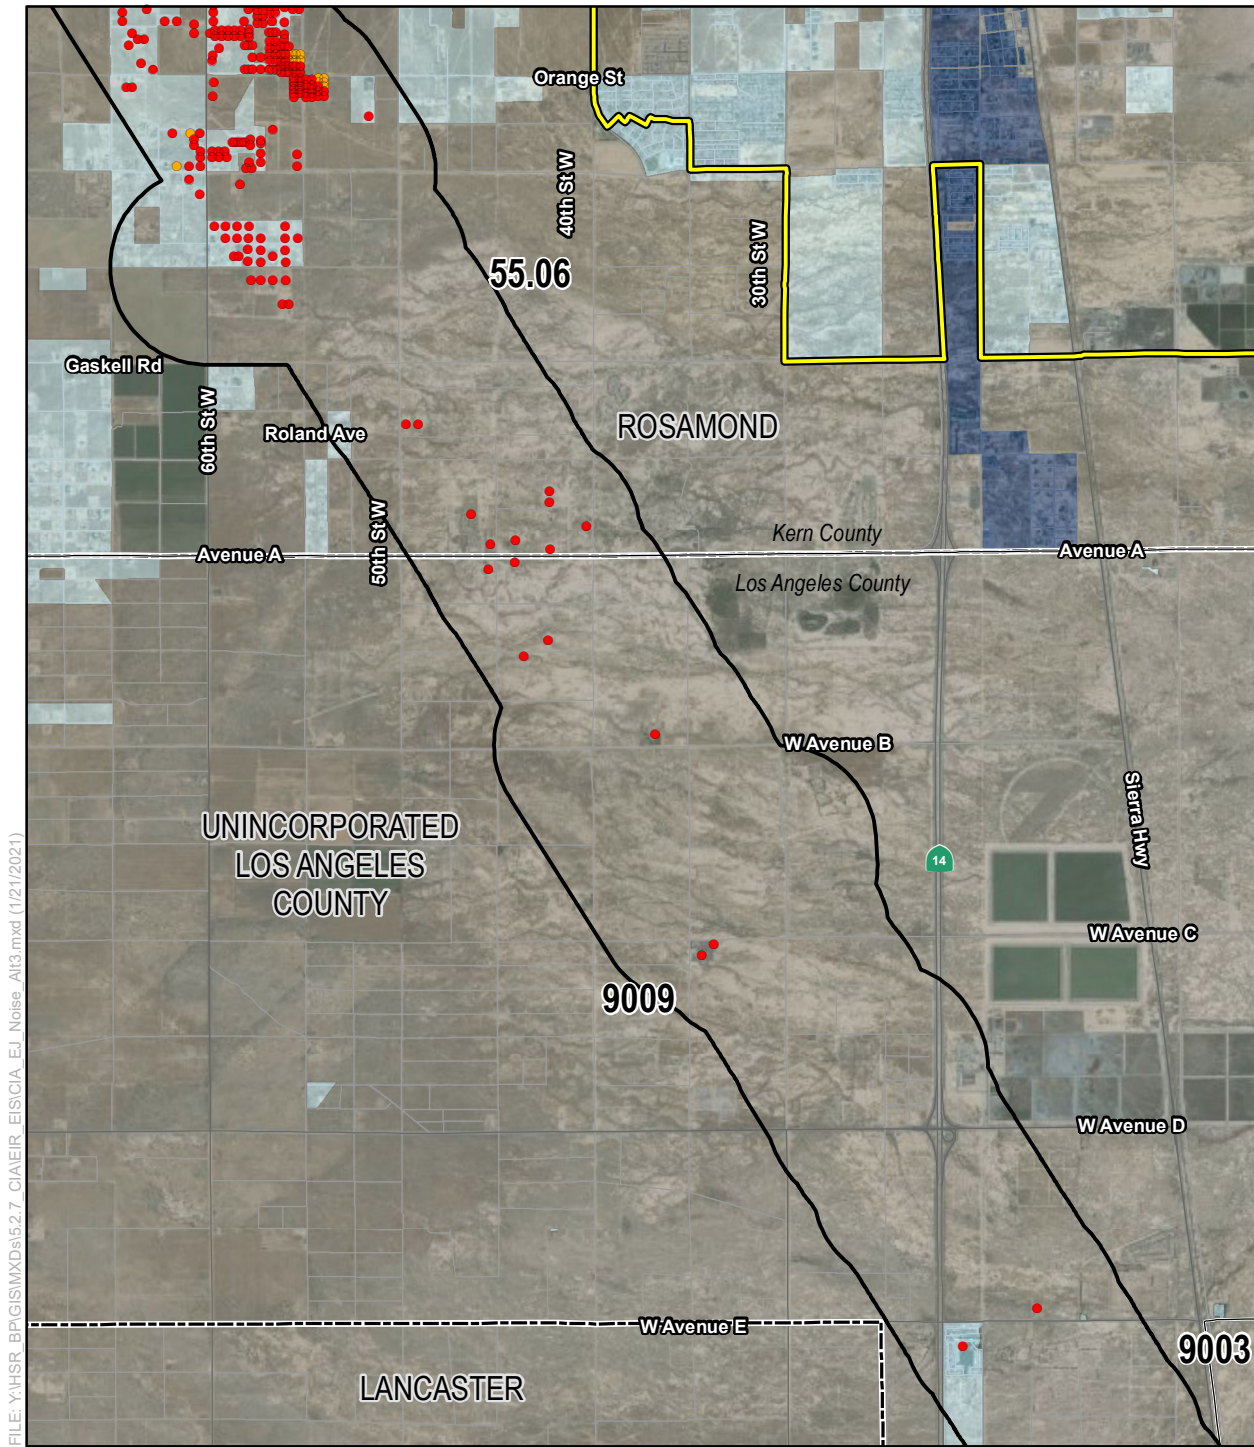 Orange St
40th St W
30th St W
55.06
Gaskell Rd
60th St W
Roland Ave
ROSAMOND
50th St W
Kern County
Avenue A
Avenue A
Los Angeles County
W Avenue B
Sierra Hwy
UNINCORPORATED
LOS ANGELES
COUNTY
14
W Avenue C
9009
W Avenue D
W Avenue E
9003
LANCASTER
FILE: Y:\HSR_BP\GIS\MXDs\5.2.7_CIA\EIR_EIS\CIA_EJ_Noise_Alt3.mxd (1/21/2021)